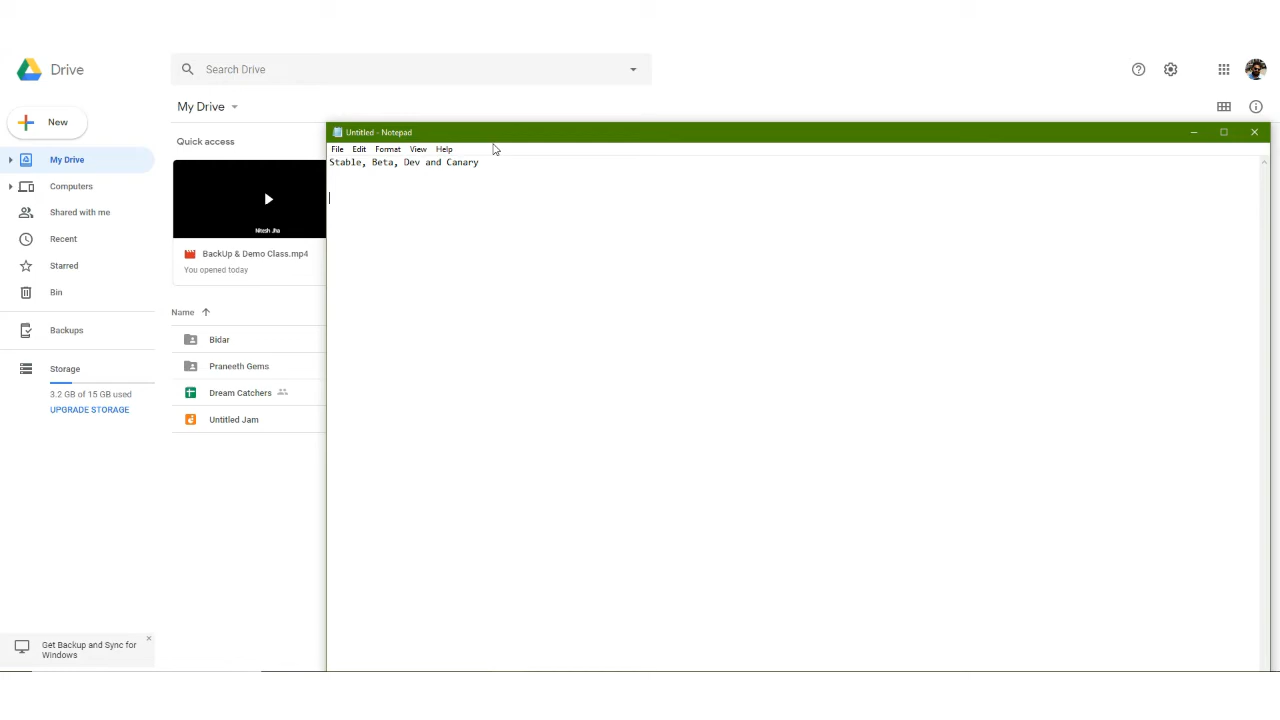 Drive
Search Drive
My Drive
New
Quick access
My Drive
Computers
Shared with me
Recent
Starred
Bin
Backups
Storage
3.2 GB of 15 GB used
UPGRADE STORAGE
Get Backup and Sync for
Windows
Nitesh Jha
BackUp & Demo Class.mp4
You opened today
Name
Bidar
Praneeth Gems
Dream Catchers
Untitled Jam
Untitled - Notepad
File Edit Format View Help
Stable, Beta, Dev and Canary